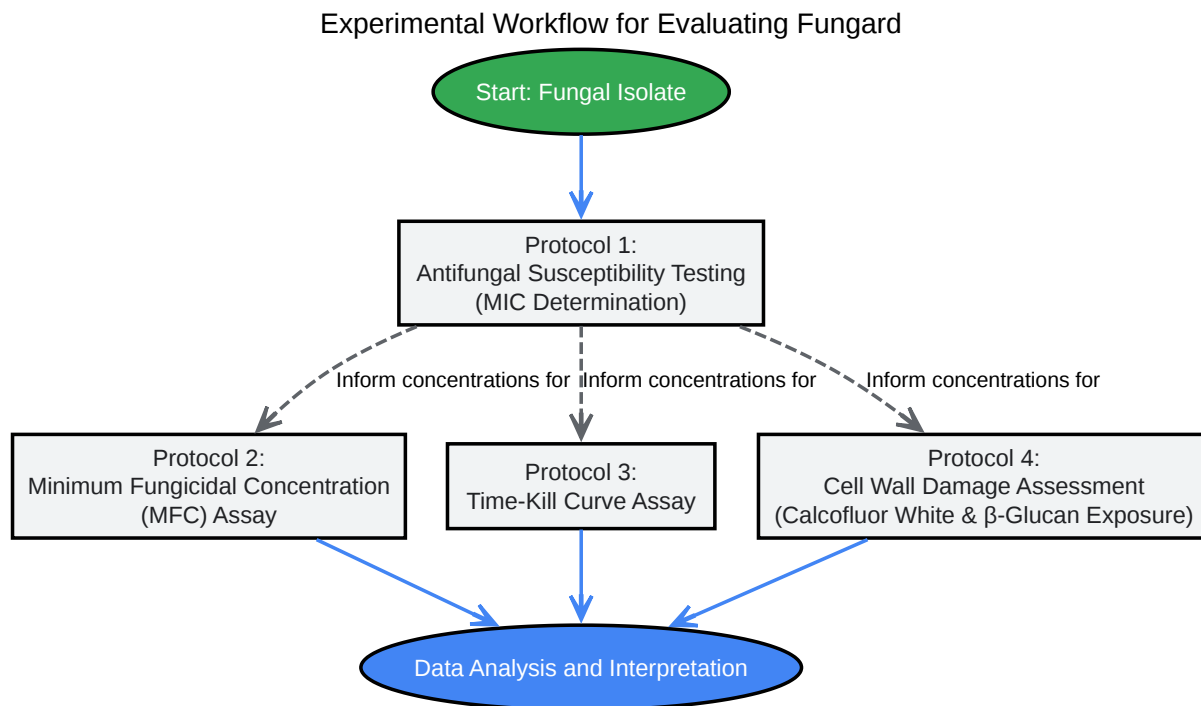 Experimental Workflow for Evaluating Fungard
Start: Fungal Isolate
Protocol 1:
Antifungal Susceptibility Testing
(MIC Determination)
Inform concentrations for
Inform concentrations for
Inform concentrations for
Protocol 2:
Minimum Fungicidal Concentration
(MFC) Assay
Protocol 3:
Time-Kill Curve Assay
Protocol 4:
Cell Wall Damage Assessment
(Calcofluor White & β-Glucan Exposure)
Data Analysis and Interpretation